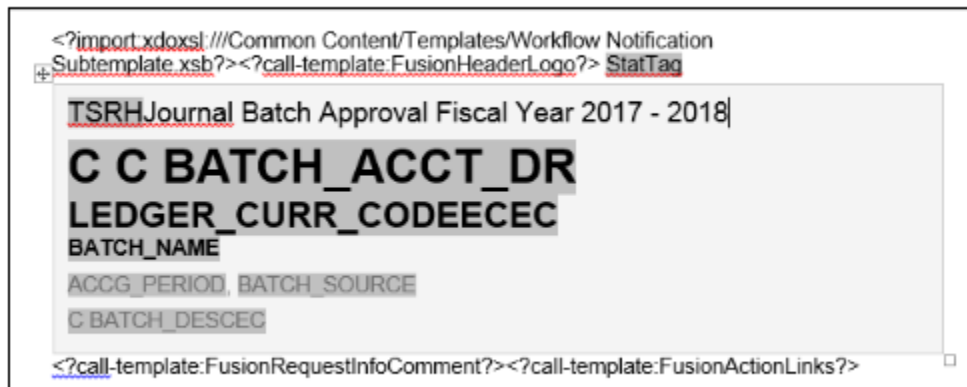 <?import:xdoxsl:///Common Content/Templates/Workflow Notification
Subtemplate.xsb?><?call-template:FusionHeaderLogo?> StatTag
TSRHJournal Batch Approval Fiscal Year 2017 - 2018
C C BATCH_ACCT_DR
LEDGER_CURR_CODEECEC
BATCH_NAME
ACCG_PERIOD, BATCH_SOURCE
C BATCH_DESCEC
<?call-template:FusionRequestInfoComment?><?call-template:FusionActionLinks?>